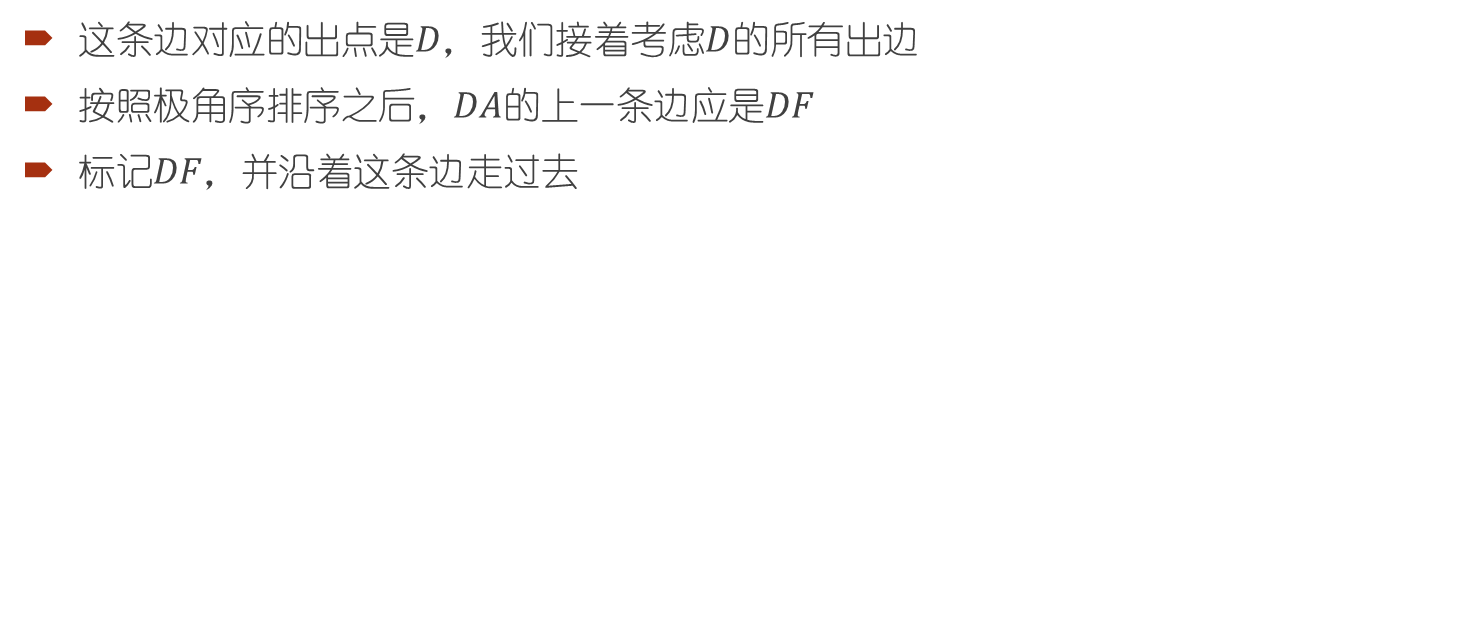 这条边对应的出点是D，我们接着考虑D的所有出边
按照极角序排序之后，DA的上一条边应是DF
标记DF，并沿着这条边走过去